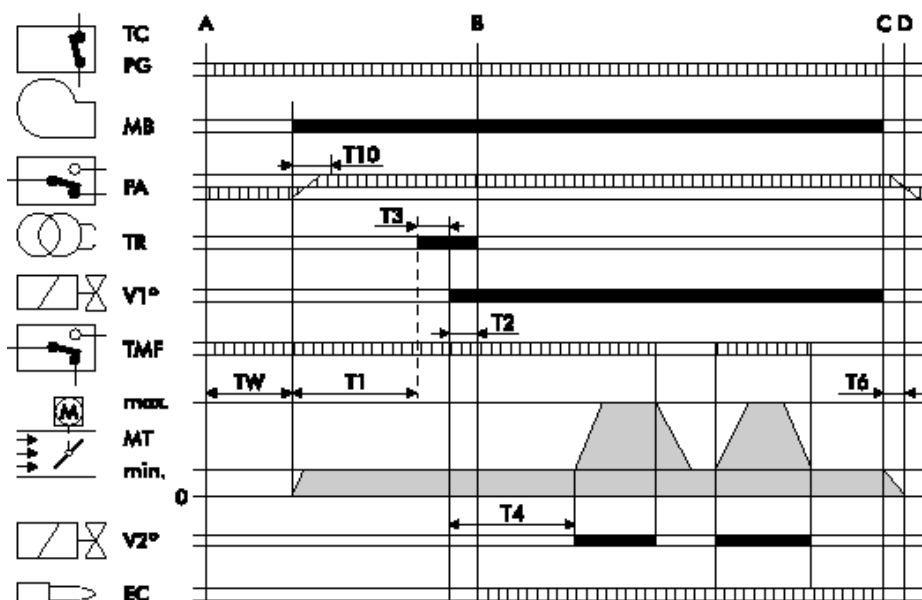 A B C D
TC
PG
MB
T10
PA
T3
TR
V1°
T2
TMF
TW T1 T6
max.
M
MT
min.
0
T4
V2°
EC